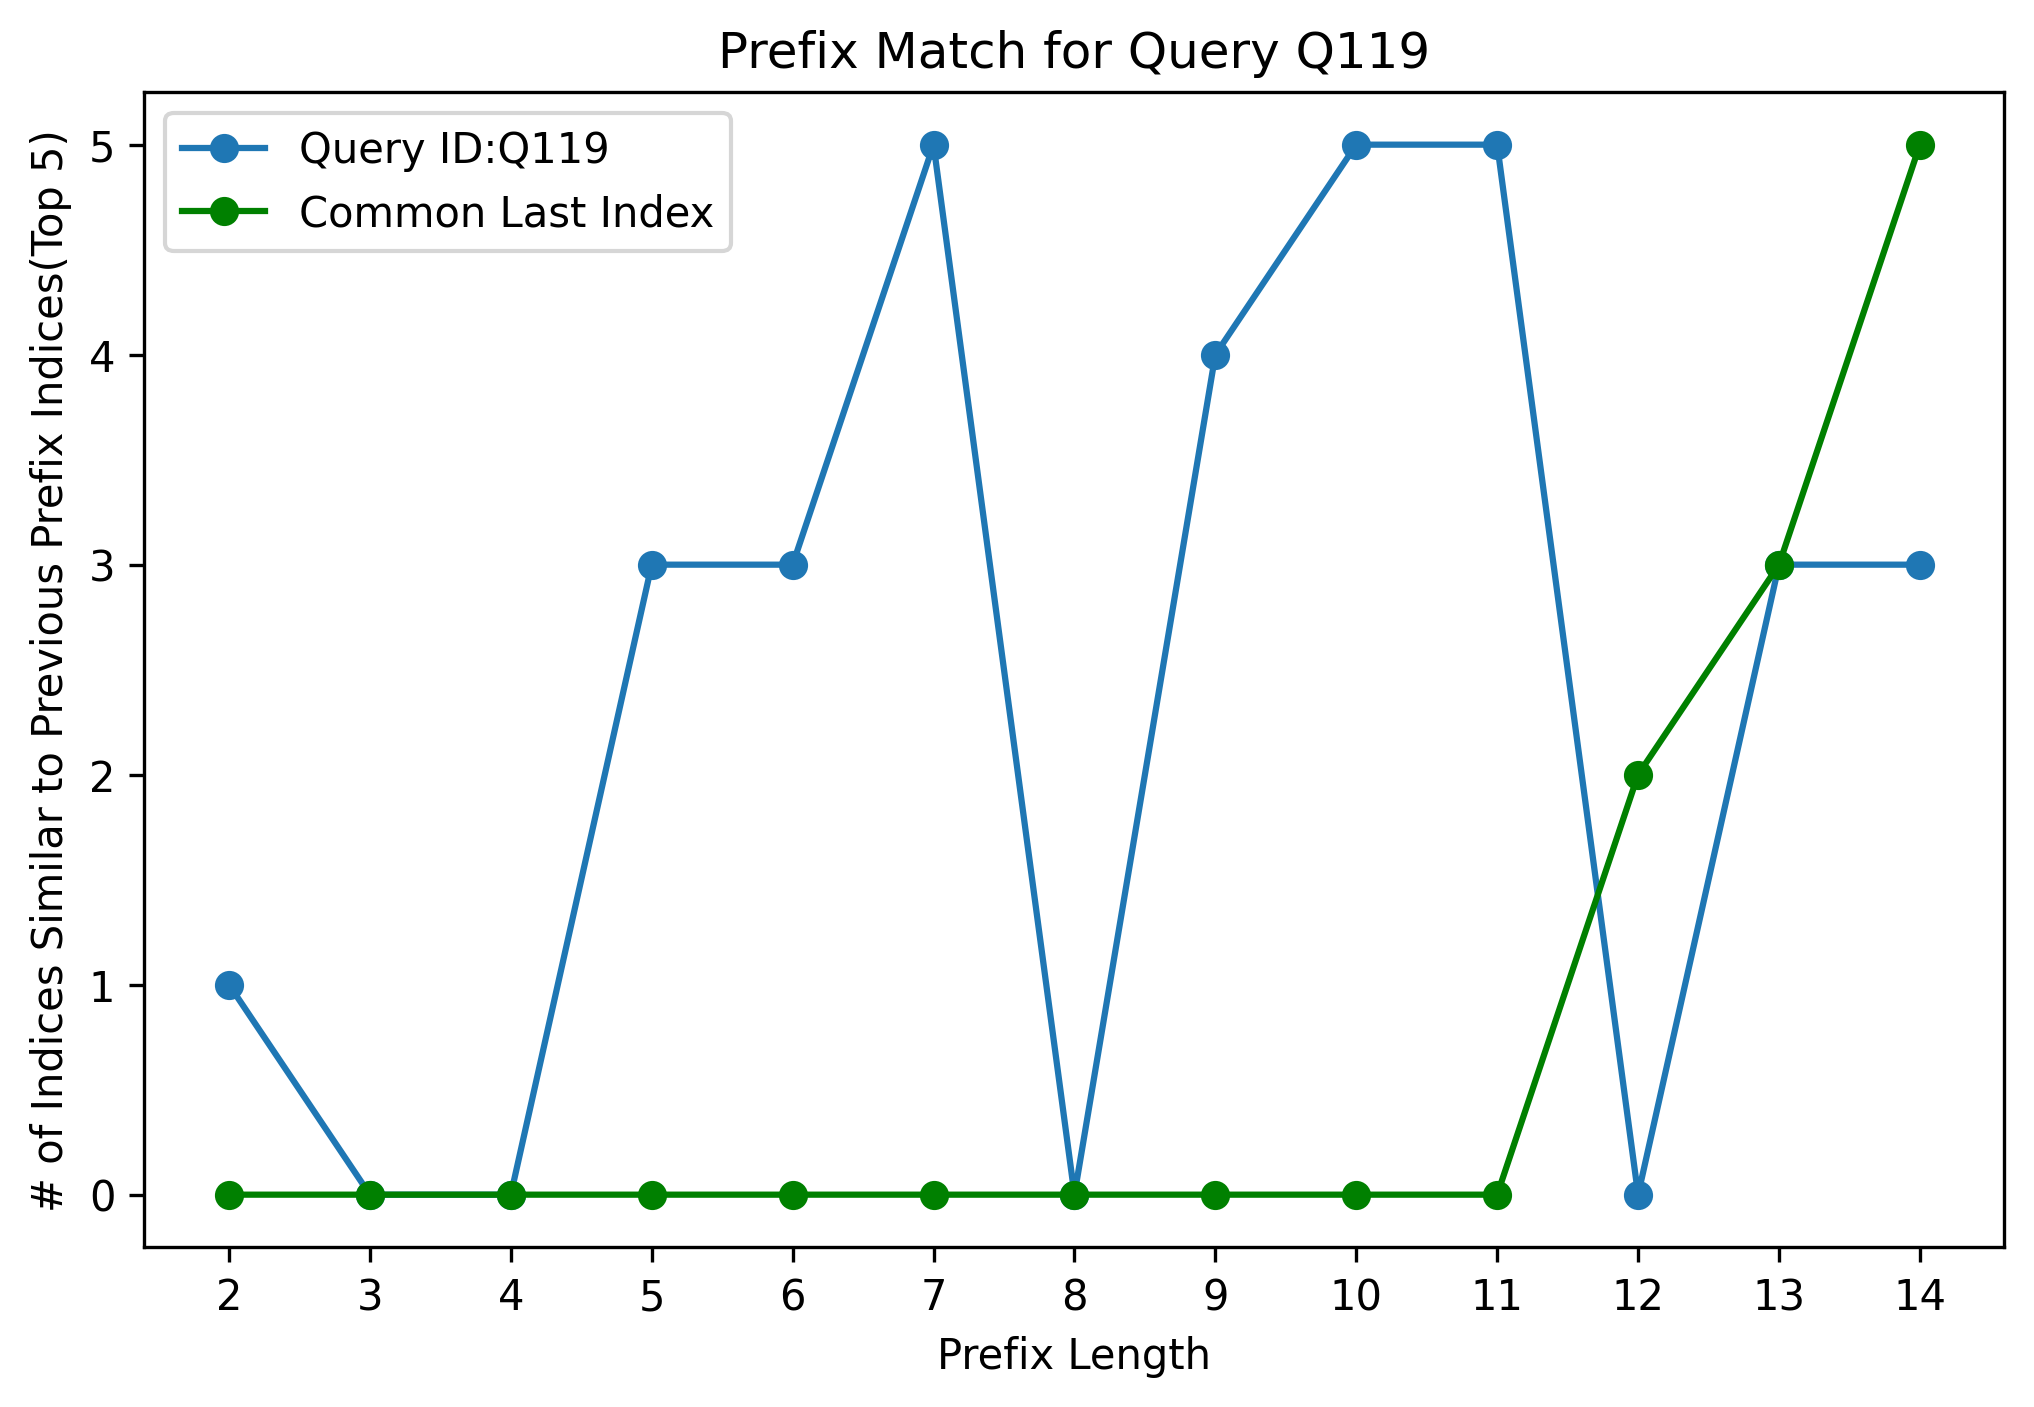 Prefix Match for Query Q119
Query ID:Q119
Common Last Index
# of Indices Similar to Previous Prefix Indices(Top 5)
5
4
3
2
1
0
2 3 4 5 6 7 8 9 10 11 12 13 14
Prefix Length